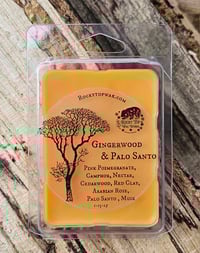 Rockytopwax.com
Gingerwood
& Palo Santo
Pink Pomegranate,
Camphor, Nectar,
Cedarwood, Red Clay,
Arabian Rose,
Palo Santo, Musk